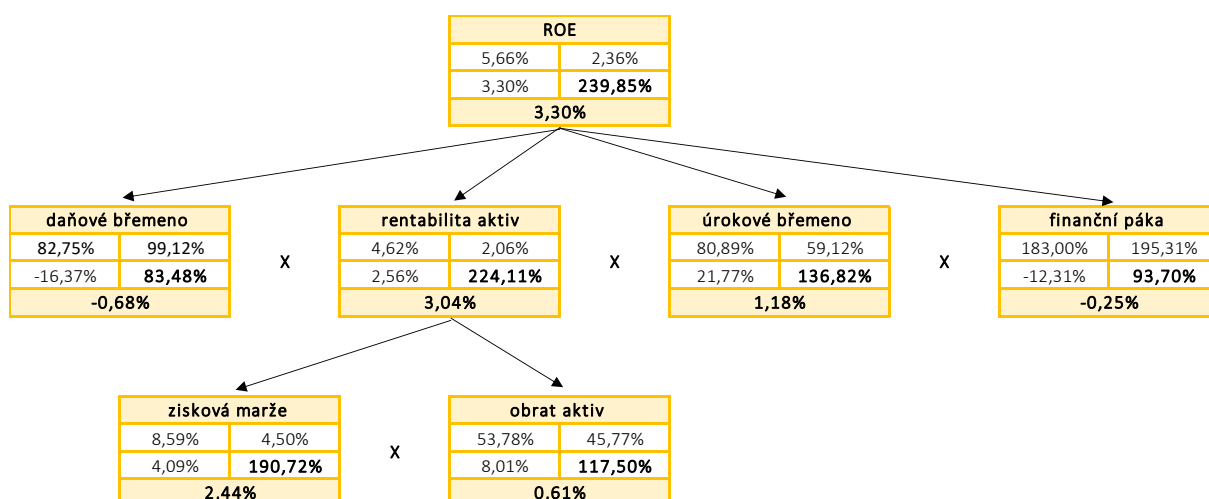 ROE
5,66% 2,36%
3,30% 239,85%
3,30%
daňové břemeno rentabilita aktiv úrokové břemeno finanční páka
82,75% 99,12% X 4,62% 2,06% X 80,89% 59,12% X 183,00% 195,31%
-16,37% 83,48% 2,56% 224,11% 21,77% 136,82% -12,31% 93,70%
-0,68% 3,04% 1,18% -0,25%
zisková marže obrat aktiv
8,59% 4,50% X 53,78% 45,77%
4,09% 190,72% 8,01% 117,50%
2,44% 0,61%